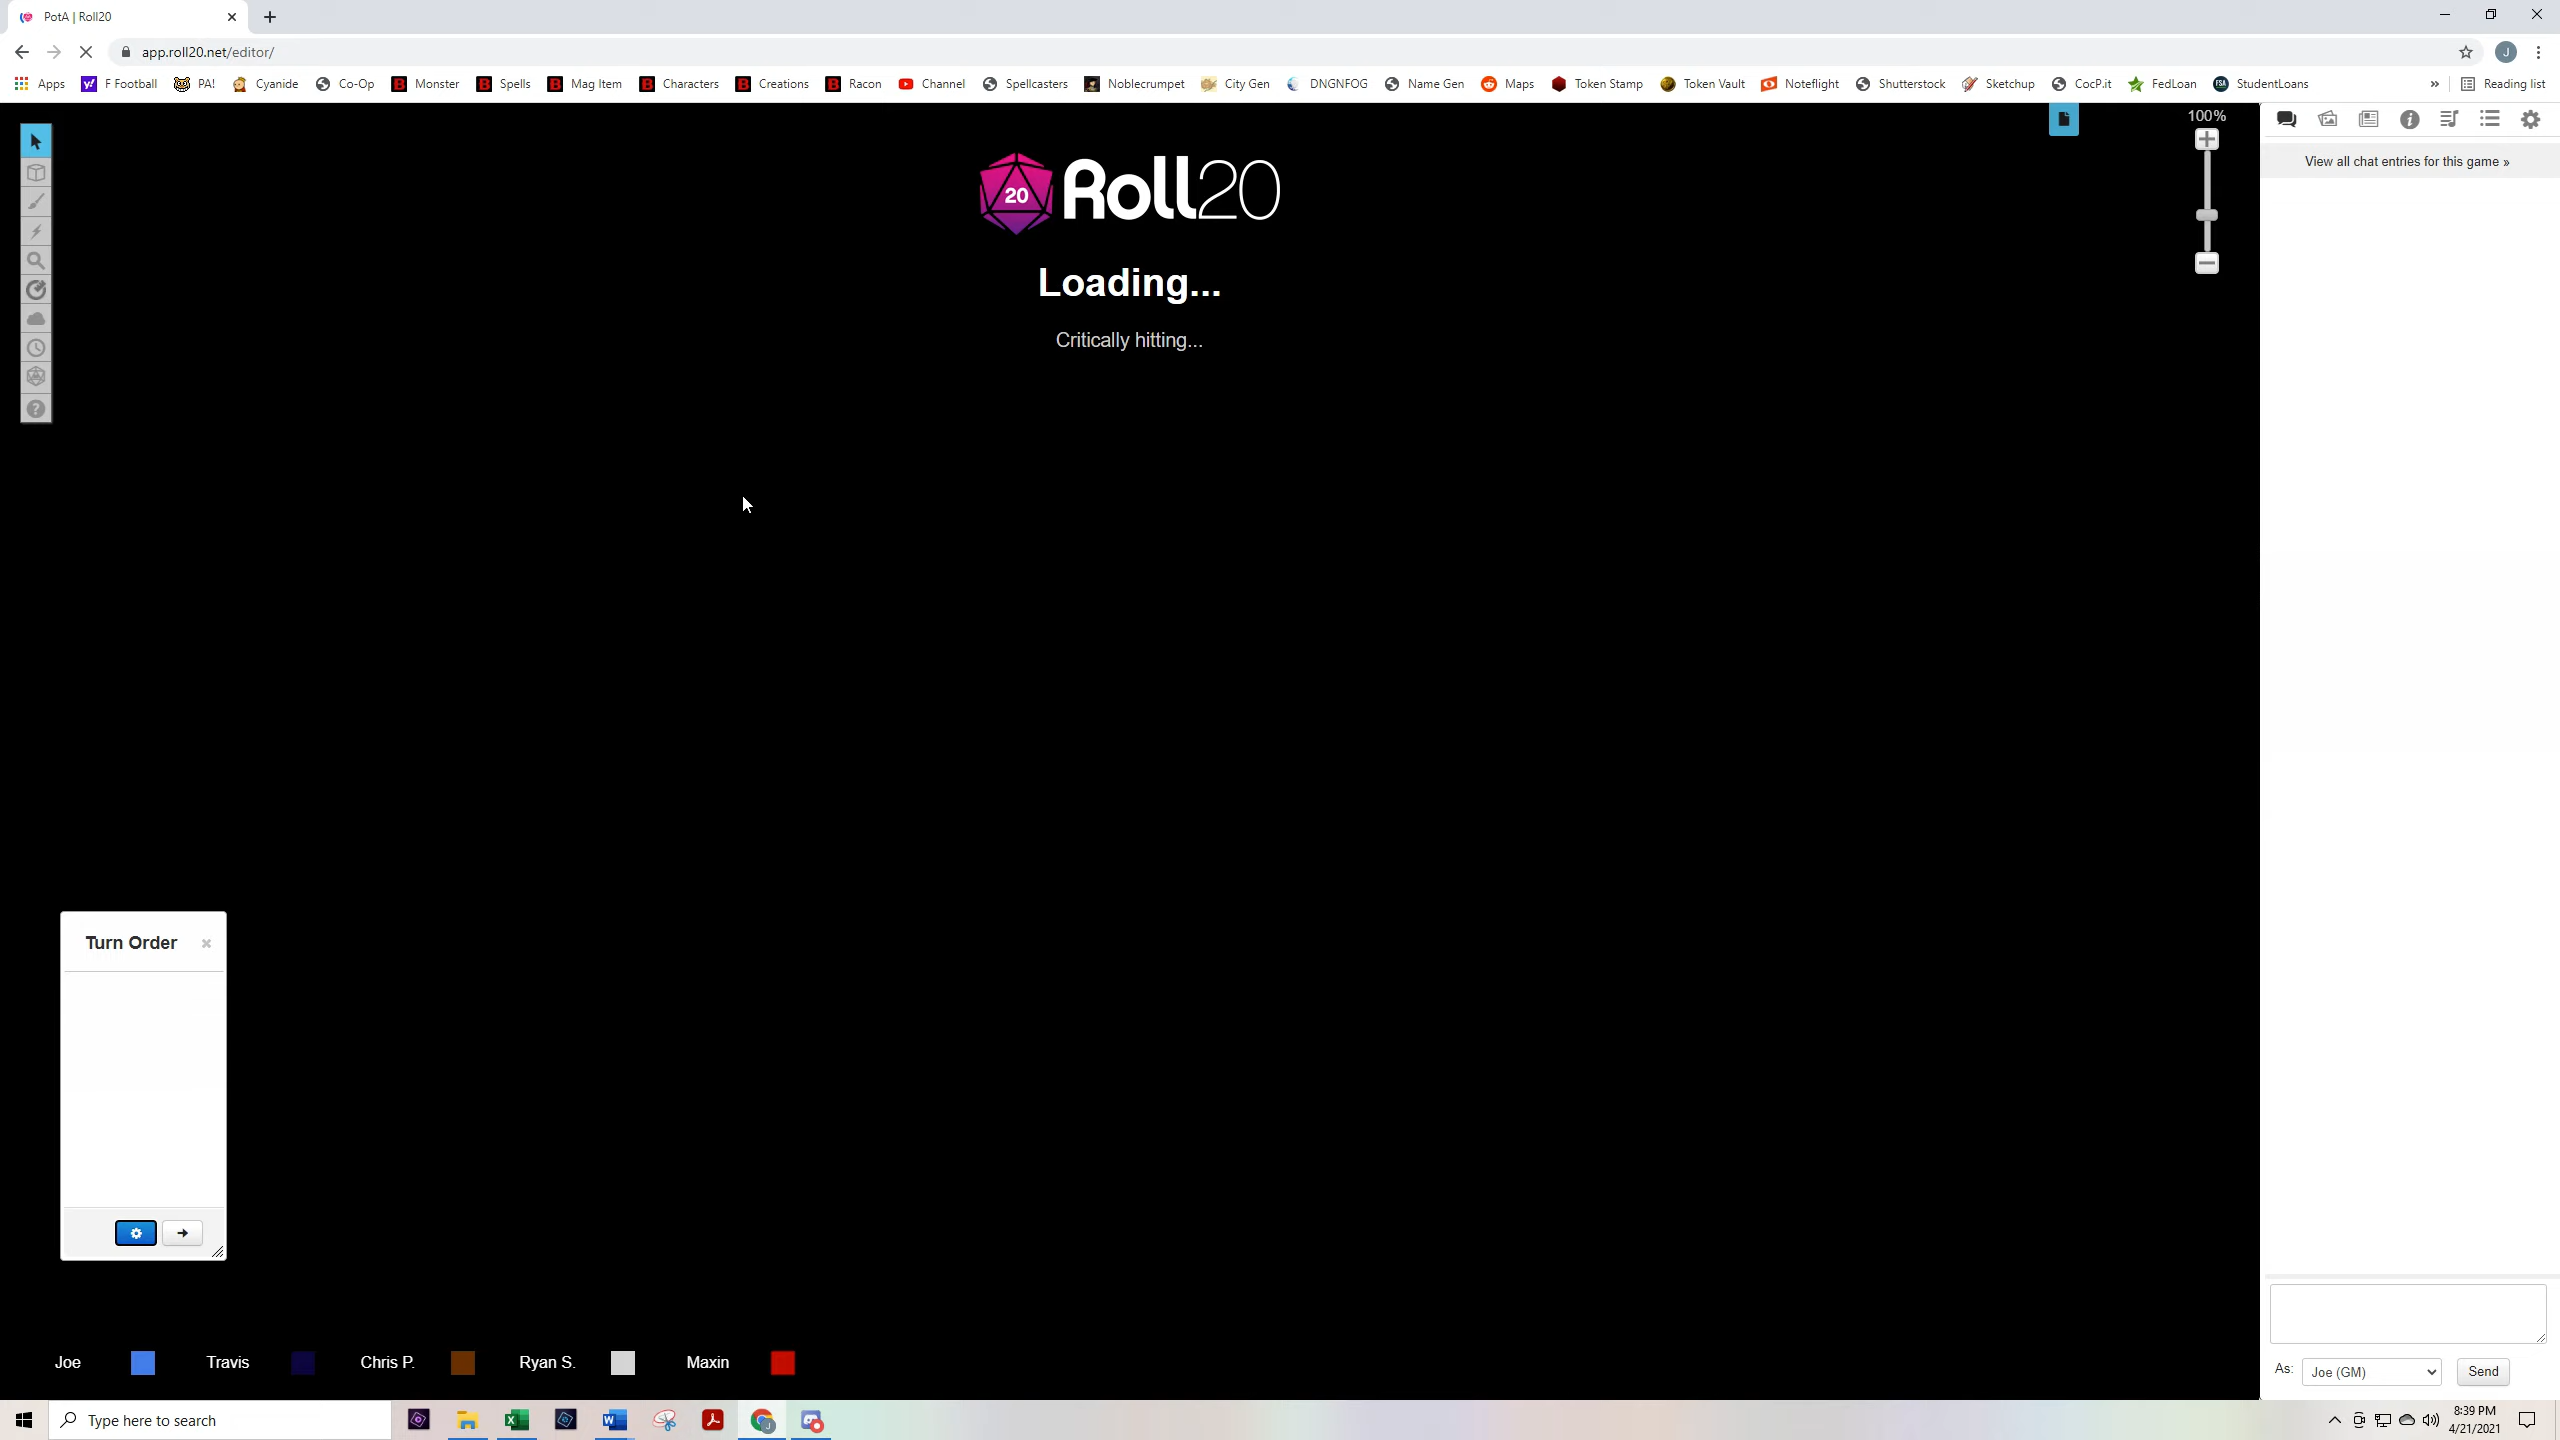 PotA | Roll20
app.roll20.net/editor/
J
Apps F Football PA! Cyanide Co-Op Monster Spells Mag Item Characters Creations Racon Channel Spellcasters Noblecrumpet City Gen DNGNFOG Name Gen Maps Token Stamp Token Vault Noteflight Shutterstock Sketchup CocP.it FedLoan StudentLoans » Reading list
100%
20 Roll20
View all chat entries for this game »
Loading...
Critically hitting...
Turn Order
Joe Travis Chris P. Ryan S. Maxin
As: Joe (GM) Send
Type here to search
8:39 PM
4/21/2021